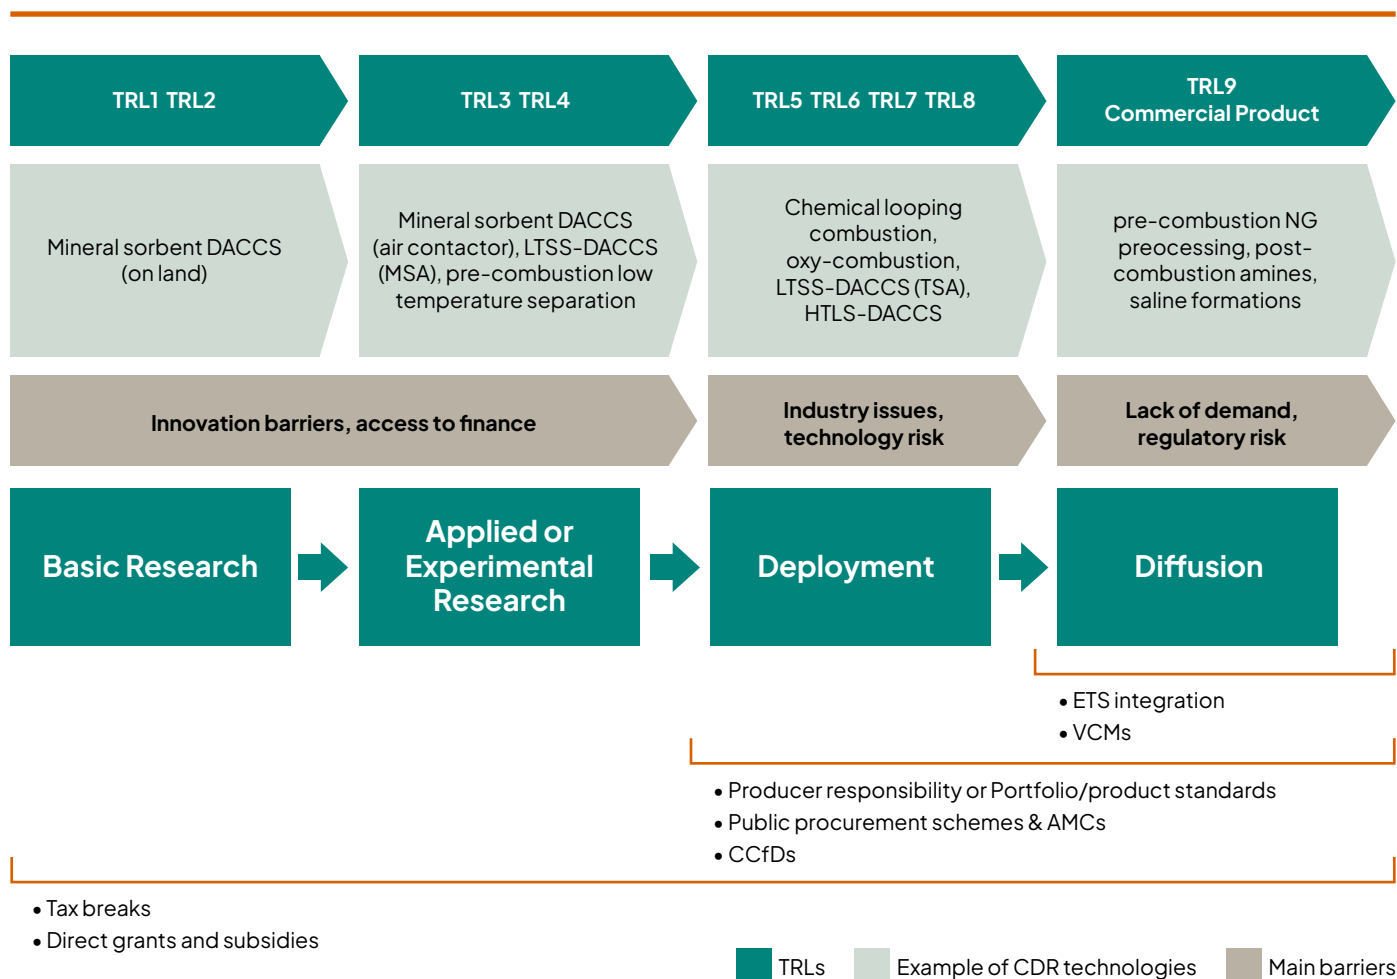 TRL1 TRL2
TRL3 TRL4
TRL5 TRL6 TRL7 TRL8
TRL9
Commercial Product
Mineral sorbent DACCS
(on land)
Mineral sorbent DACCS
(air contactor), LTSS-DACCS
(MSA), pre-combustion low
temperature separation
Chemical looping
combustion,
oxy-combustion,
LTSS-DACCS (TSA),
HTLS-DACCS
pre-combustion NG
preocessing, post-
combustion amines,
saline formations
Innovation barriers, access to finance
Industry issues,
technology risk
Lack of demand,
regulatory risk
Basic Research
Applied or
Experimental
Research
Deployment
Diffusion
• ETS integration
• VCMs
• Producer responsibility or Portfolio/product standards
• Public procurement schemes & AMCs
• CCfDs
• Tax breaks
• Direct grants and subsidies
TRLs
Example of CDR technologies
Main barriers